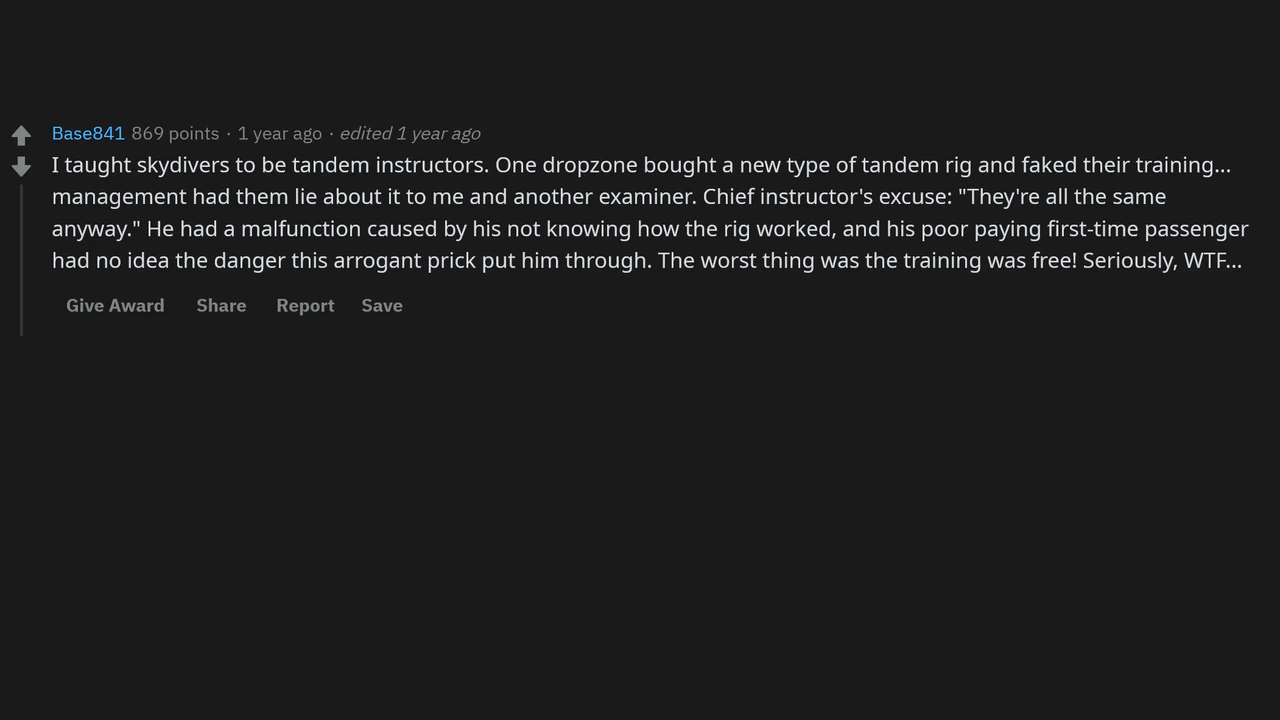 Base841 869 points · 1 year ago · edited 1 year ago
I taught skydivers to be tandem instructors. One dropzone bought a new type of tandem rig and faked their training...
management had them lie about it to me and another examiner. Chief instructor's excuse: "They're all the same
anyway." He had a malfunction caused by his not knowing how the rig worked, and his poor paying first-time passenger
had no idea the danger this arrogant prick put him through. The worst thing was the training was free! Seriously, WTF...
Give Award Share Report Save